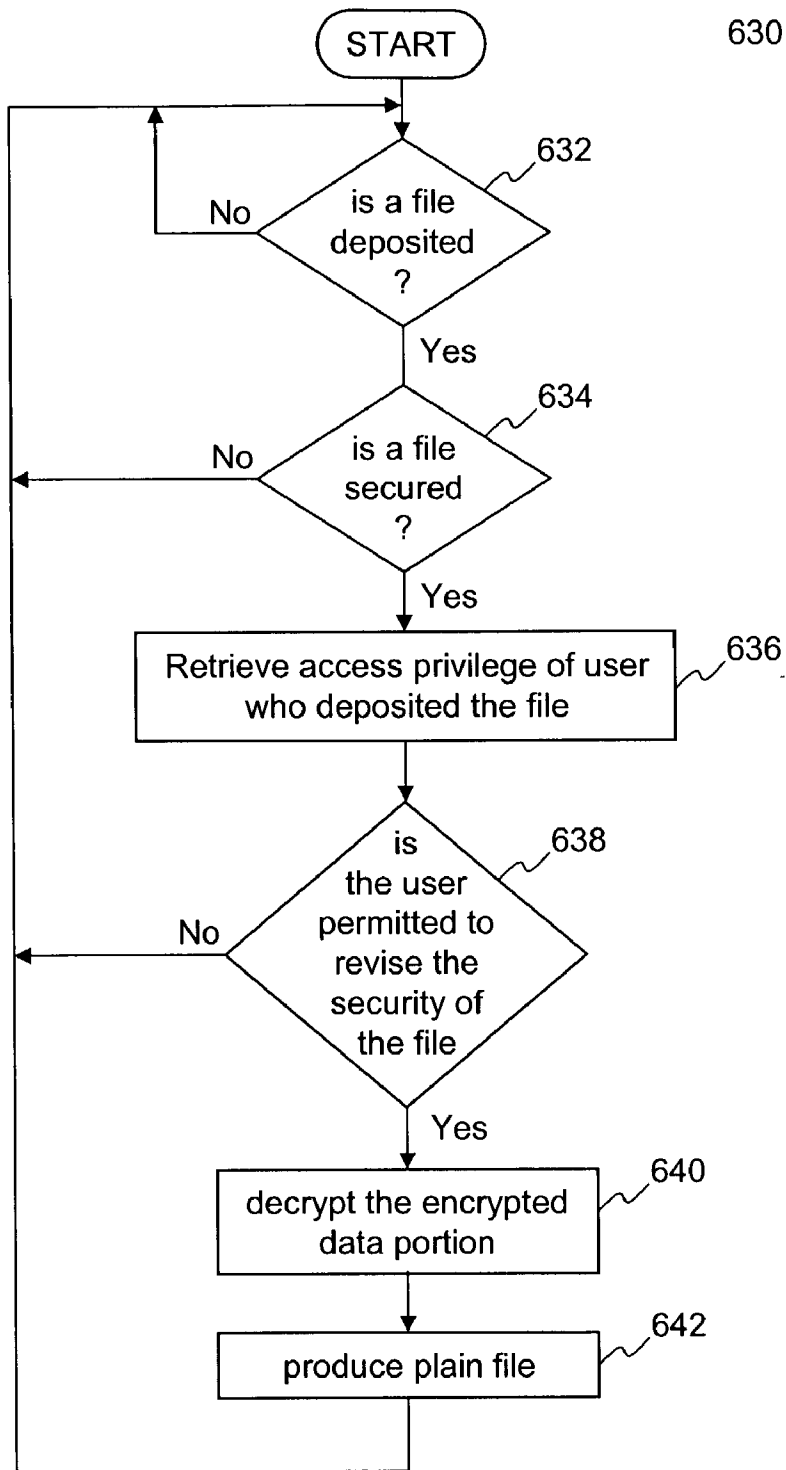 START
630
632
is a file
deposited
?
No
Yes
634
is a file
secured
?
No
Yes
Retrieve access privilege of user
who deposited the file
636
638
is
the user
permitted to
revise the
security of
the file
No
Yes
640
decrypt the encrypted
data portion
642
produce plain file